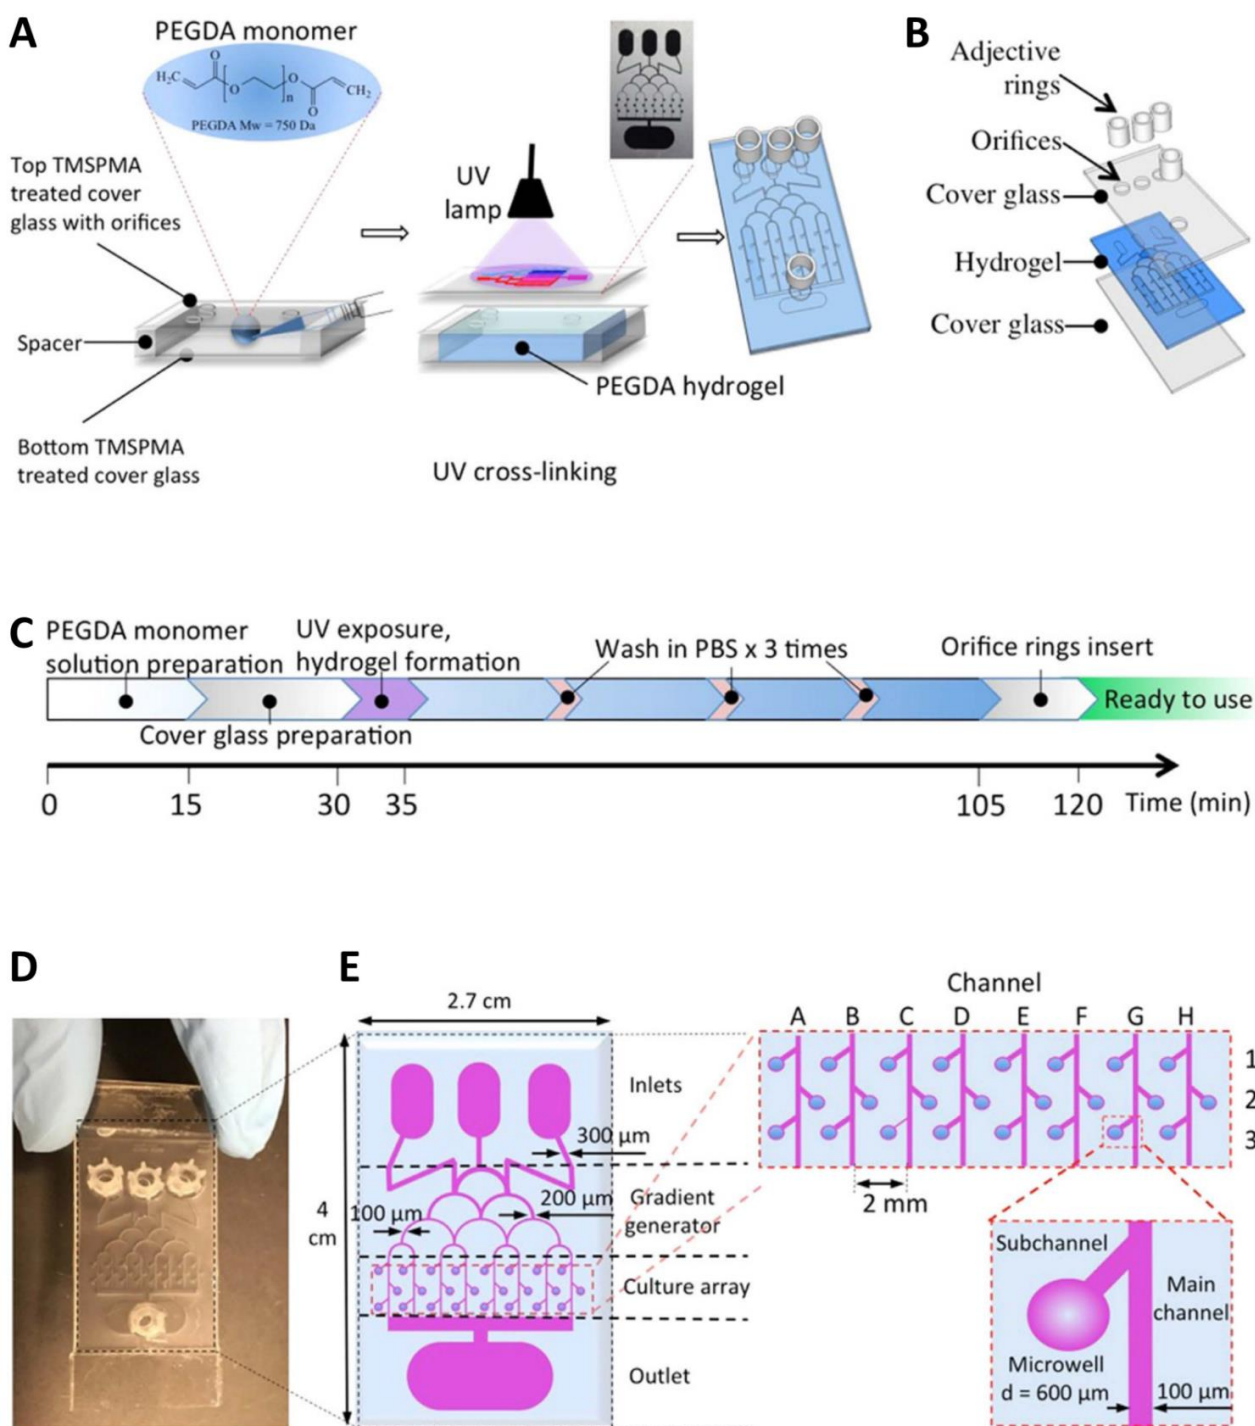 A
PEGDA monomer
H₂C
O
O
n
O
O
CH₂
PEGDA Mw = 750 Da
Top TMSPMA
treated cover
glass with orifices
UV
lamp
Spacer
PEGDA hydrogel
Bottom TMSPMA
treated cover glass
UV cross-linking
B
Adjective
rings
Orifices
Cover glass
Hydrogel
Cover glass
C
PEGDA monomer
solution preparation
UV exposure,
hydrogel formation
Wash in PBS x 3 times
Orifice rings insert
Ready to use
Cover glass preparation
0
15
30
35
105
120
Time (min)
D
E
2.7 cm
4
cm
Inlets
300 μm
100 μm
200 μm
Gradient
generator
Culture array
Outlet
Channel
A B C D E F G H
1
2
3
2 mm
Subchannel
Main
channel
Microwell
d = 600 μm
100 μm